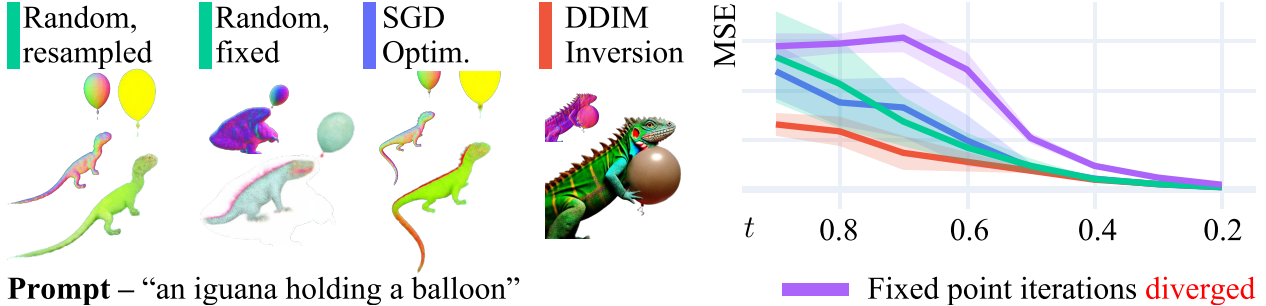 Random,
resampled
Random,
fixed
SGD
Optim.
DDIM
Inversion
Prompt – “an iguana holding a balloon”
MSE
t
0.8
0.6
0.4
0.2
Fixed point iterations diverged